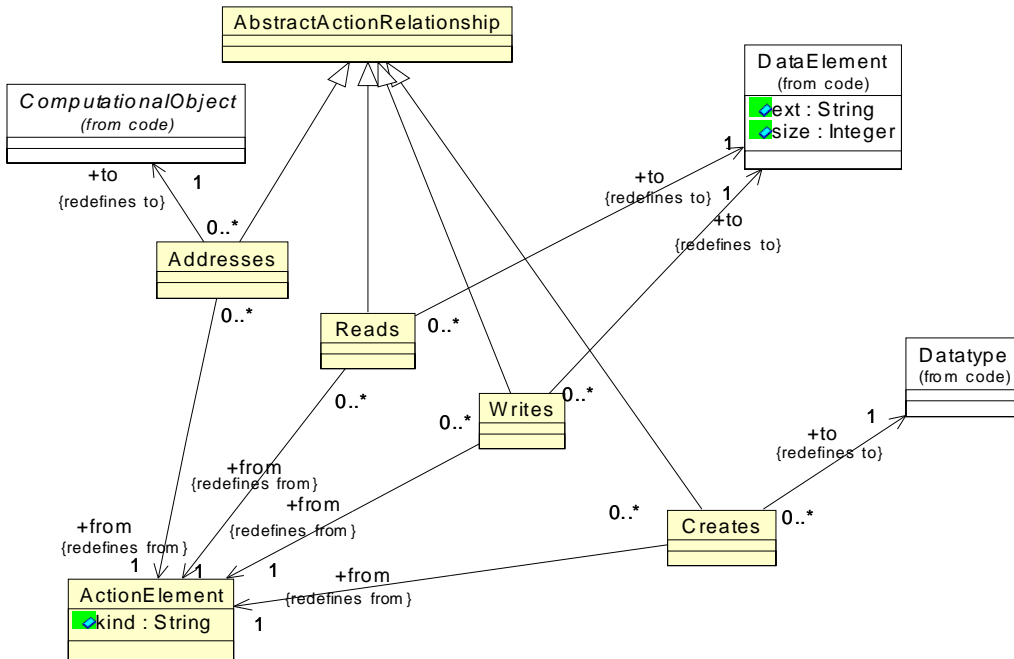 AbstractActionRelationship
ComputationalObject
(from code)
DataElement
(from code)
ext : String
size : Integer
+to
1
{redefines to}
0..*
Addresses
0..*
1
+to
{redefines to}
1
+to
{redefines to}
Reads
0..*
0..*
Datatype
(from code)
Writes
0..*
0..*
1
+to
{redefines to}
+from
{redefines from}
+from
{redefines from}
+from
{redefines from}
0..*
Creates
0..*
1
1
1
+from
{redefines from}
1
ActionElement
kind : String